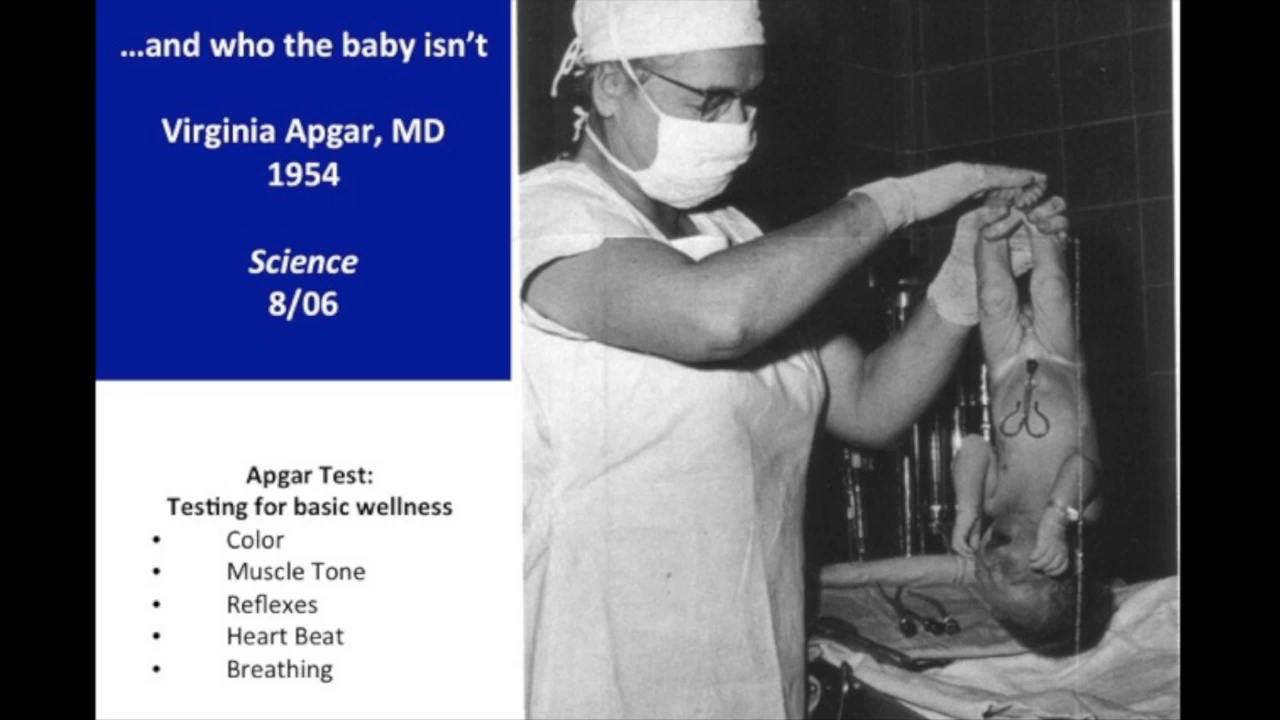 …and who the baby isn’t
Virginia Apgar, MD
1954
Science
8/06
Apgar Test:
Testing for basic wellness
• Color
• Muscle Tone
• Reflexes
• Heart Beat
• Breathing